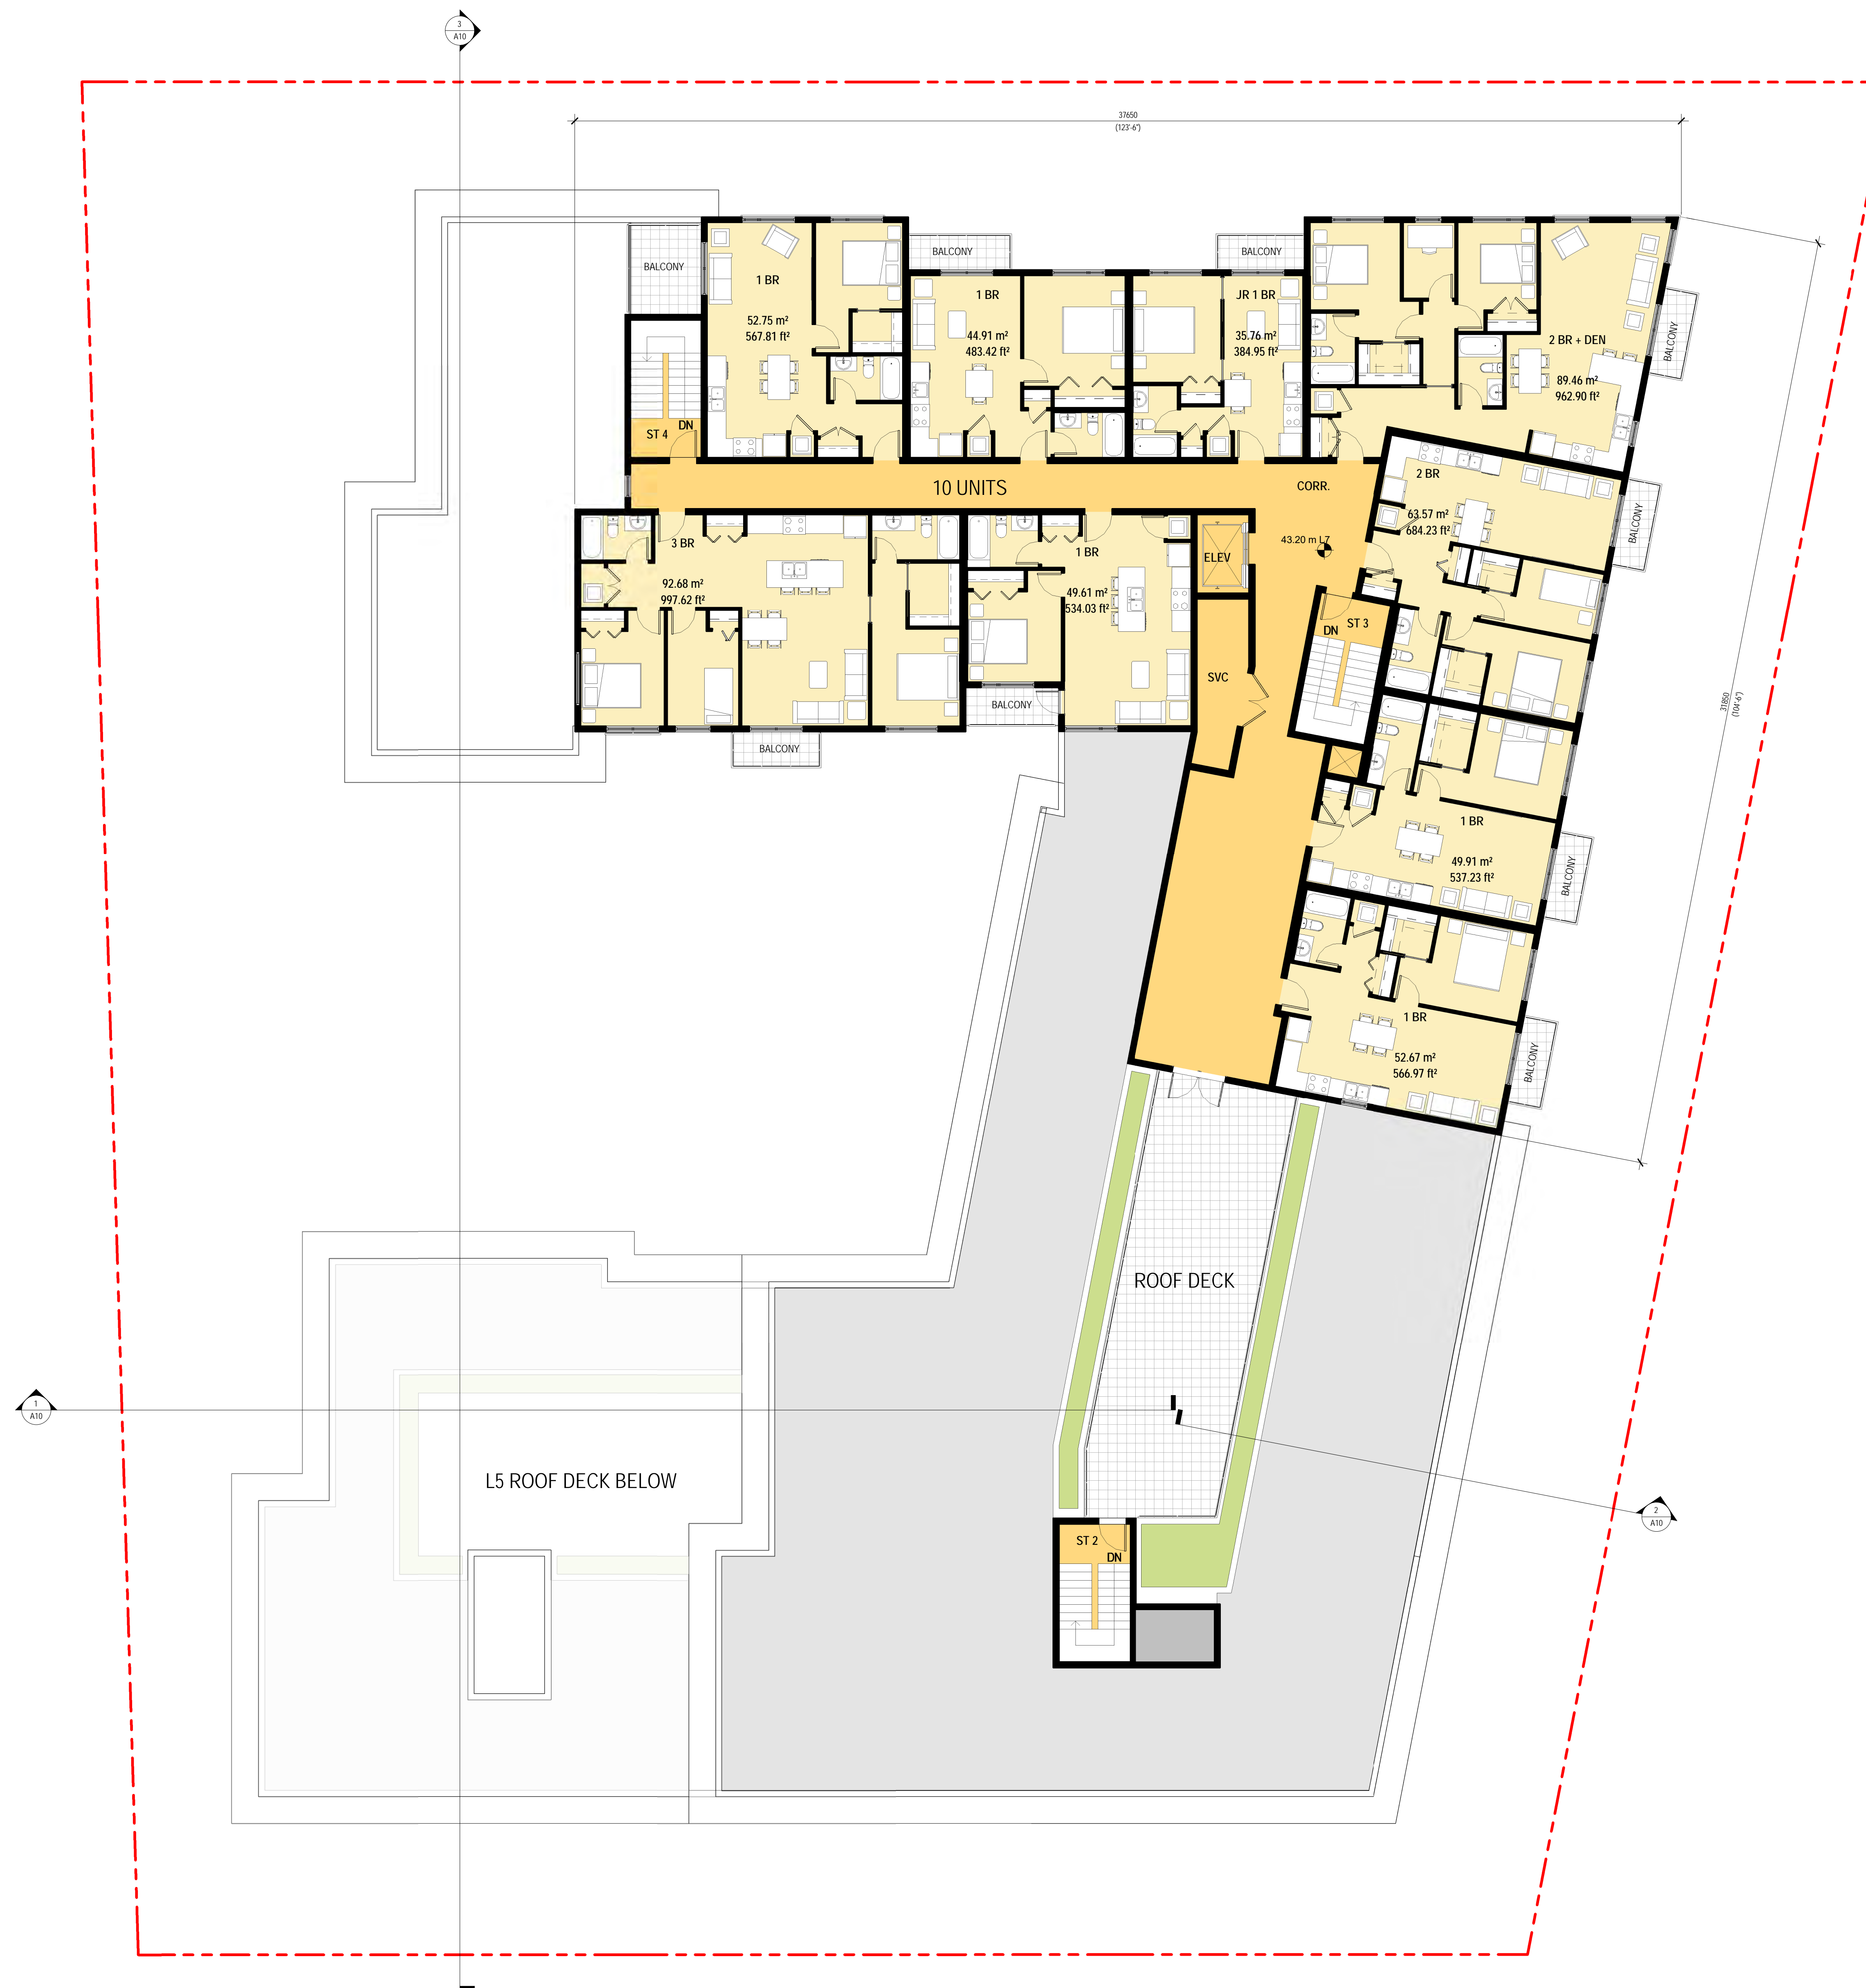 3
A10
37650
(123'-6")
BALCONY
1 BR
52.75 m²
567.81 ft²
BALCONY
1 BR
44.91 m²
483.42 ft²
BALCONY
JR 1 BR
35.76 m²
384.95 ft²
2 BR + DEN
89.46 m²
962.90 ft²
BALCONY
ST 4
DN
10 UNITS
CORR.
2 BR
63.57 m²
684.23 ft²
BALCONY
3 BR
92.68 m²
997.62 ft²
BALCONY
1 BR
49.61 m²
534.03 ft²
BALCONY
ELEV
43.20 m L7
ST 3
DN
SVC
31850
(104'-6")
1 BR
49.91 m²
537.23 ft²
BALCONY
1 BR
52.67 m²
566.97 ft²
BALCONY
ROOF DECK
1
A10
L5 ROOF DECK BELOW
2
A10
ST 2
DN